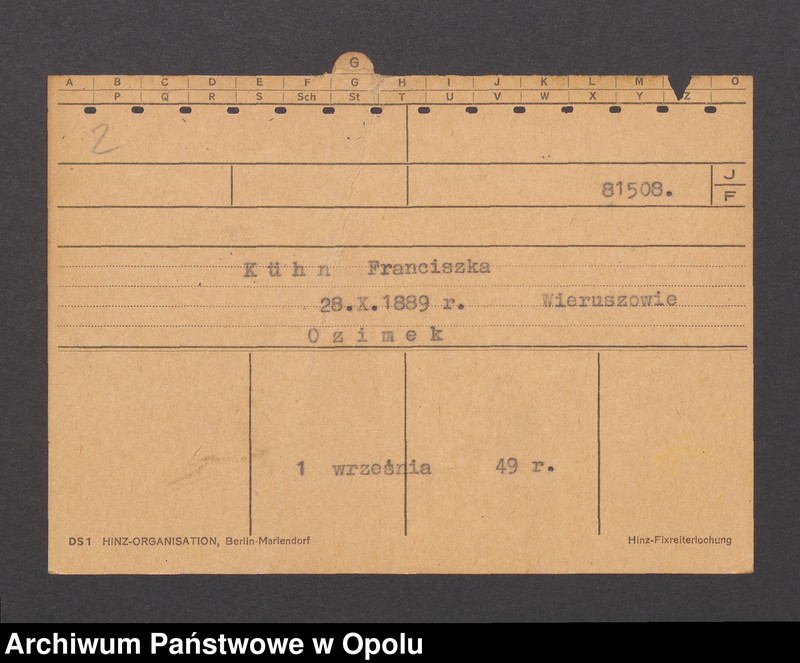 G
A B C D E F G H I J K L M O
P Q R S Sch St T U V W X Y Z
2
81508. J
F
Kühn Franciszka
28.X.1889 r. Wieruszowie
Ozimek
1 września 49 r.
DS1 HINZ-ORGANISATION, Berlin-Mariendorf Hinz-Fixreiterlochung
Archiwum Państwowe w Opolu